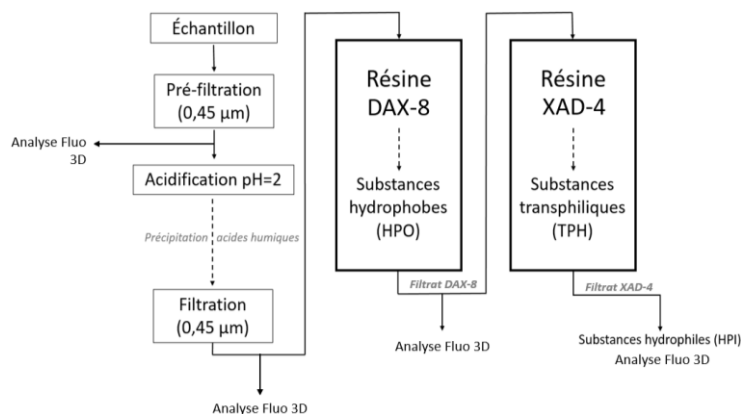 Échantillon
Pré-filtration
(0,45 µm)
Analyse Fluo
3D
Acidification pH=2
Précipitation acides humiques
Filtration
(0,45 µm)
Analyse Fluo 3D
Résine
DAX-8
Substances
hydrophobes
(HPO)
Filtrat DAX-8
Analyse Fluo 3D
Résine
XAD-4
Substances
transphiliques
(TPH)
Filtrat XAD-4
Substances hydrophiles (HPI)
Analyse Fluo 3D